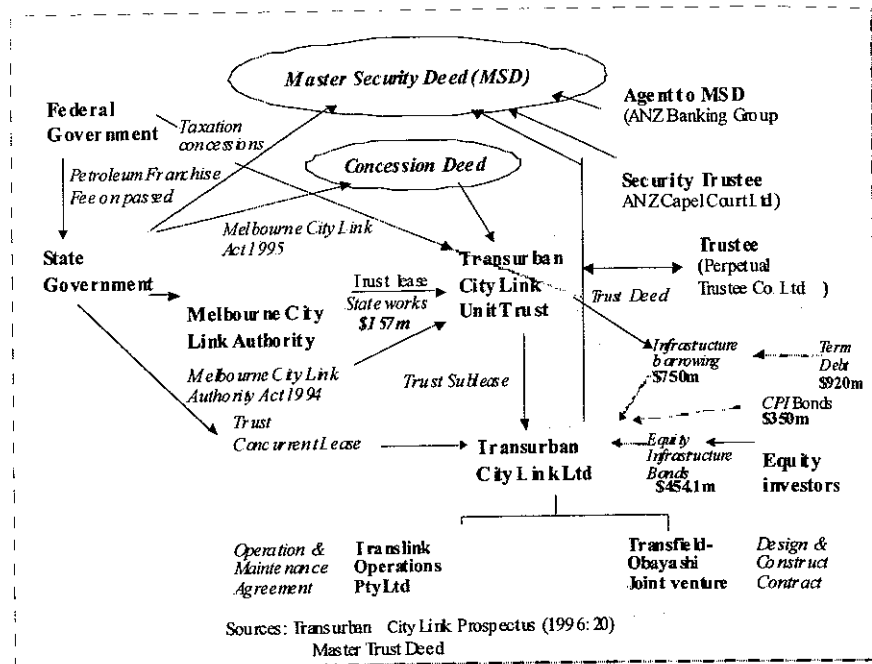 Master Security Deed (MSD)
Federal
Government
Taxation
concessions
Agent to MSD
(ANZ Banking Group
Petroleum Franchise
Fee on passed
Concession Deed
Security Trustee
ANZ Capel Court Ltd)
Melbourne City Link
Act 1995
State
Government
Transurban
City Link
Unit Trust
Trustee
(Perpetual
Trustee Co. Ltd )
Trust lease
State works
$157m
Trust Deed
Melbourne City
Link Authority
Melbourne City Link
Authority Act 1994
Trust Sublease
Infrastructure
borrowing
$750m
Term
Debt
$920m
CPI Bonds
$350m
Trust
Concurrent Lease
Transurban
City Link Ltd
Equity
Infrastructure
Bonds
$454.1m
Equity
investors
Operation &
Maintenance
Agreement
Translink
Operations
Pty Ltd
Transfield-
Obayashi
Joint venture
Design &
Construct
Contract
Sources: Transurban City Link Prospectus (1996: 20)
Master Trust Deed